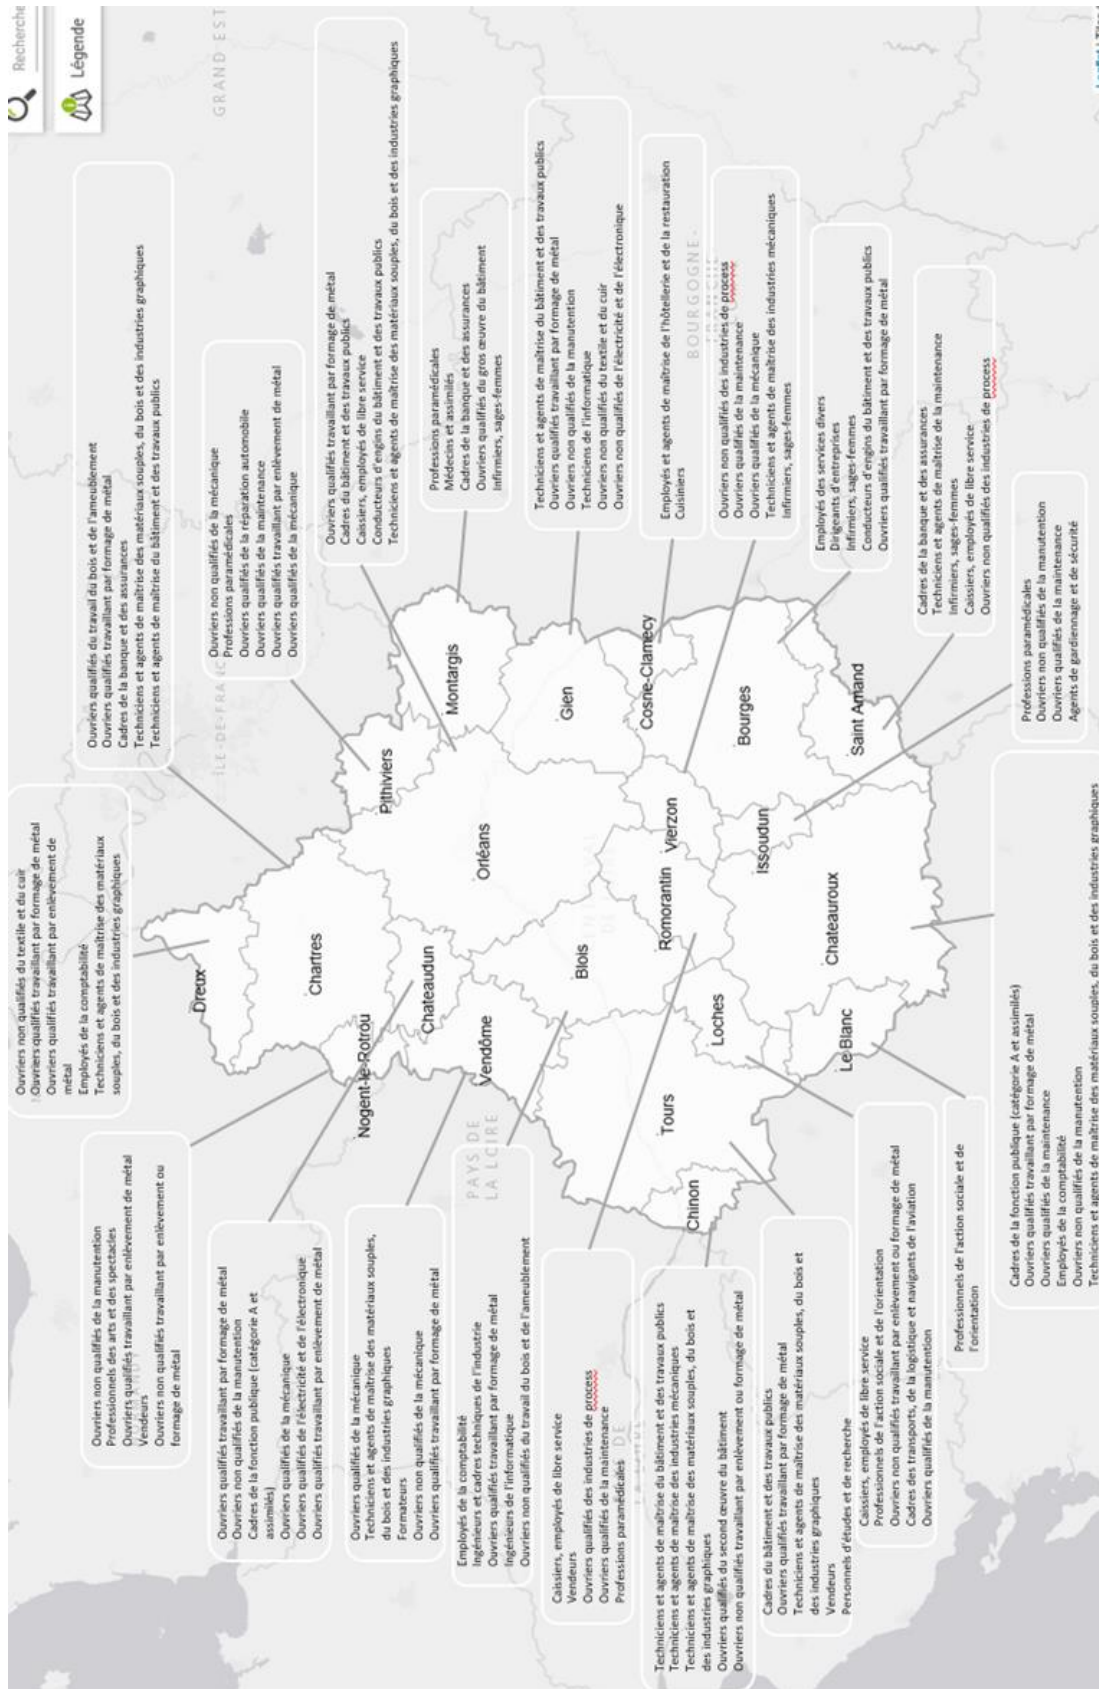 Recherche
Légende
GRAND EST
Ouvriers non qualifiés du textile et du cuir
Ouvriers qualifiés travaillant par formage de métal
Ouvriers qualifiés travaillant par enlèvement de
métal
Employés de la comptabilité
Techniciens et agents de maîtrise des matériaux
souples, du bois et des industries graphiques
Ouvriers qualifiés du travail du bois et de l'ameublement
Ouvriers qualifiés travaillant par formage de métal
Cadres de la banque et des assurances
Techniciens et agents de maîtrise des matériaux souples, du bois et des industries graphiques
Techniciens et agents de maîtrise du bâtiment et des travaux publics
ÎLE-DE-FRANC
Ouvriers non qualifiés de la mécanique
Professions paramédicales
Ouvriers qualifiés de la réparation automobile
Ouvriers qualifiés de la maintenance
Ouvriers qualifiés travaillant par enlèvement de métal
Ouvriers qualifiés de la mécanique
Ouvriers qualifiés travaillant par formage de métal
Cadres du bâtiment et des travaux publics
Caissiers, employés de libre service
Conducteurs d'engins du bâtiment et des travaux publics
Techniciens et agents de maîtrise des matériaux souples, du bois et des industries graphiques
Professions paramédicales
Médecins et assimilés
Cadres de la banque et des assurances
Ouvriers qualifiés du gros œuvre du bâtiment
Infirmiers, sages-femmes
Techniciens et agents de maîtrise du bâtiment et des travaux publics
Ouvriers qualifiés travaillant par formage de métal
Ouvriers non qualifiés de la manutention
Techniciens de l'informatique
Ouvriers non qualifiés du textile et du cuir
Ouvriers non qualifiés de l'électricité et de l'électronique
Employés et agents de maîtrise de l'hôtellerie et de la restauration
Cuisiniers
BOURGOGNE -
Ouvriers non qualifiés des industries de process
Ouvriers qualifiés de la maintenance
Ouvriers qualifiés de la mécanique
Techniciens et agents de maîtrise des industries mécaniques
Infirmiers, sages-femmes
Employés des services divers
Dirigeant d'entreprises
Infirmiers, sages-femmes
Conducteurs d'engins du bâtiment et des travaux publics
Ouvriers qualifiés travaillant par formage de métal
Cadres de la banque et des assurances
Techniciens et agents de maîtrise de la maintenance
Infirmiers, sages-femmes
Caissiers, employés de libre service
Ouvriers non qualifiés des industries de process
Professions paramédicales
Ouvriers non qualifiés de la manutention
Ouvriers qualifiés de la maintenance
Agents de gardiennage et de sécurité
Dreux
Chartres
Nogent-le-Rotrou
Chateaudun
Pithiviers
Montargis
Orléans
Vendôme
Gien
Blois
Cosne-Clamecy
Romorantin
Vierzon
Tours
Bourges
Loches
Issoudun
Chinon
Saint Amand
Chateauroux
Le Blanc
PAYS DE
LA LOIRE
Ouvriers non qualifiés de la manutention
Professionnels des arts et des spectacles
Ouvriers qualifiés travaillant par enlèvement de métal
Vendeurs
Ouvriers non qualifiés travaillant par enlèvement ou
formage de métal
Ouvriers qualifiés travaillant par formage de métal
Ouvriers non qualifiés de la manutention
Cadres de la fonction publique (catégorie A et
assimilés)
Ouvriers qualifiés de la mécanique
Ouvriers qualifiés de l'électricité et de l'électronique
Ouvriers qualifiés travaillant par enlèvement de métal
Ouvriers qualifiés de la mécanique
Techniciens et agents de maîtrise des matériaux souples,
du bois et des industries graphiques
Formateurs
Ouvriers non qualifiés de la mécanique
Ouvriers qualifiés travaillant par formage de métal
Employés de la comptabilité
Ingénieurs et cadres techniques de l'industrie
Ouvriers qualifiés travaillant par formage de métal
Ingénieurs de l'informatique
Ouvriers non qualifiés du travail du bois et de l'ameublement
Caissiers, employés de libre service
Vendeurs
Ouvriers qualifiés des industries de process
Ouvriers qualifiés de la maintenance
Professions paramédicales
Techniciens et agents de maîtrise du bâtiment et des travaux publics
Techniciens et agents de maîtrise des industries mécaniques
Techniciens et agents de maîtrise des matériaux souples, du bois et
des industries graphiques
Ouvriers qualifiés du second œuvre du bâtiment
Ouvriers non qualifiés travaillant par enlèvement ou formage de métal
Cadres du bâtiment et des travaux publics
Ouvriers qualifiés travaillant par formage de métal
Techniciens et agents de maîtrise des matériaux souples, du bois et
des industries graphiques
Vendeurs
Personnels d'études et de recherche
Caissiers, employés de libre service
Professionnels de l'action sociale et de l'orientation
Ouvriers non qualifiés travaillant par enlèvement ou formage de métal
Cadres des transports, de la logistique et navigants de l'aviation
Ouvriers qualifiés de la manutention
Professionnels de l'action sociale et de
l'orientation
Cadres de la fonction publique (catégorie A et assimilés)
Ouvriers qualifiés travaillant par formage de métal
Ouvriers qualifiés de la maintenance
Employés de la comptabilité
Ouvriers non qualifiés de la manutention
Techniciens et agents de maîtrise des matériaux souples, du bois et des industries graphiques